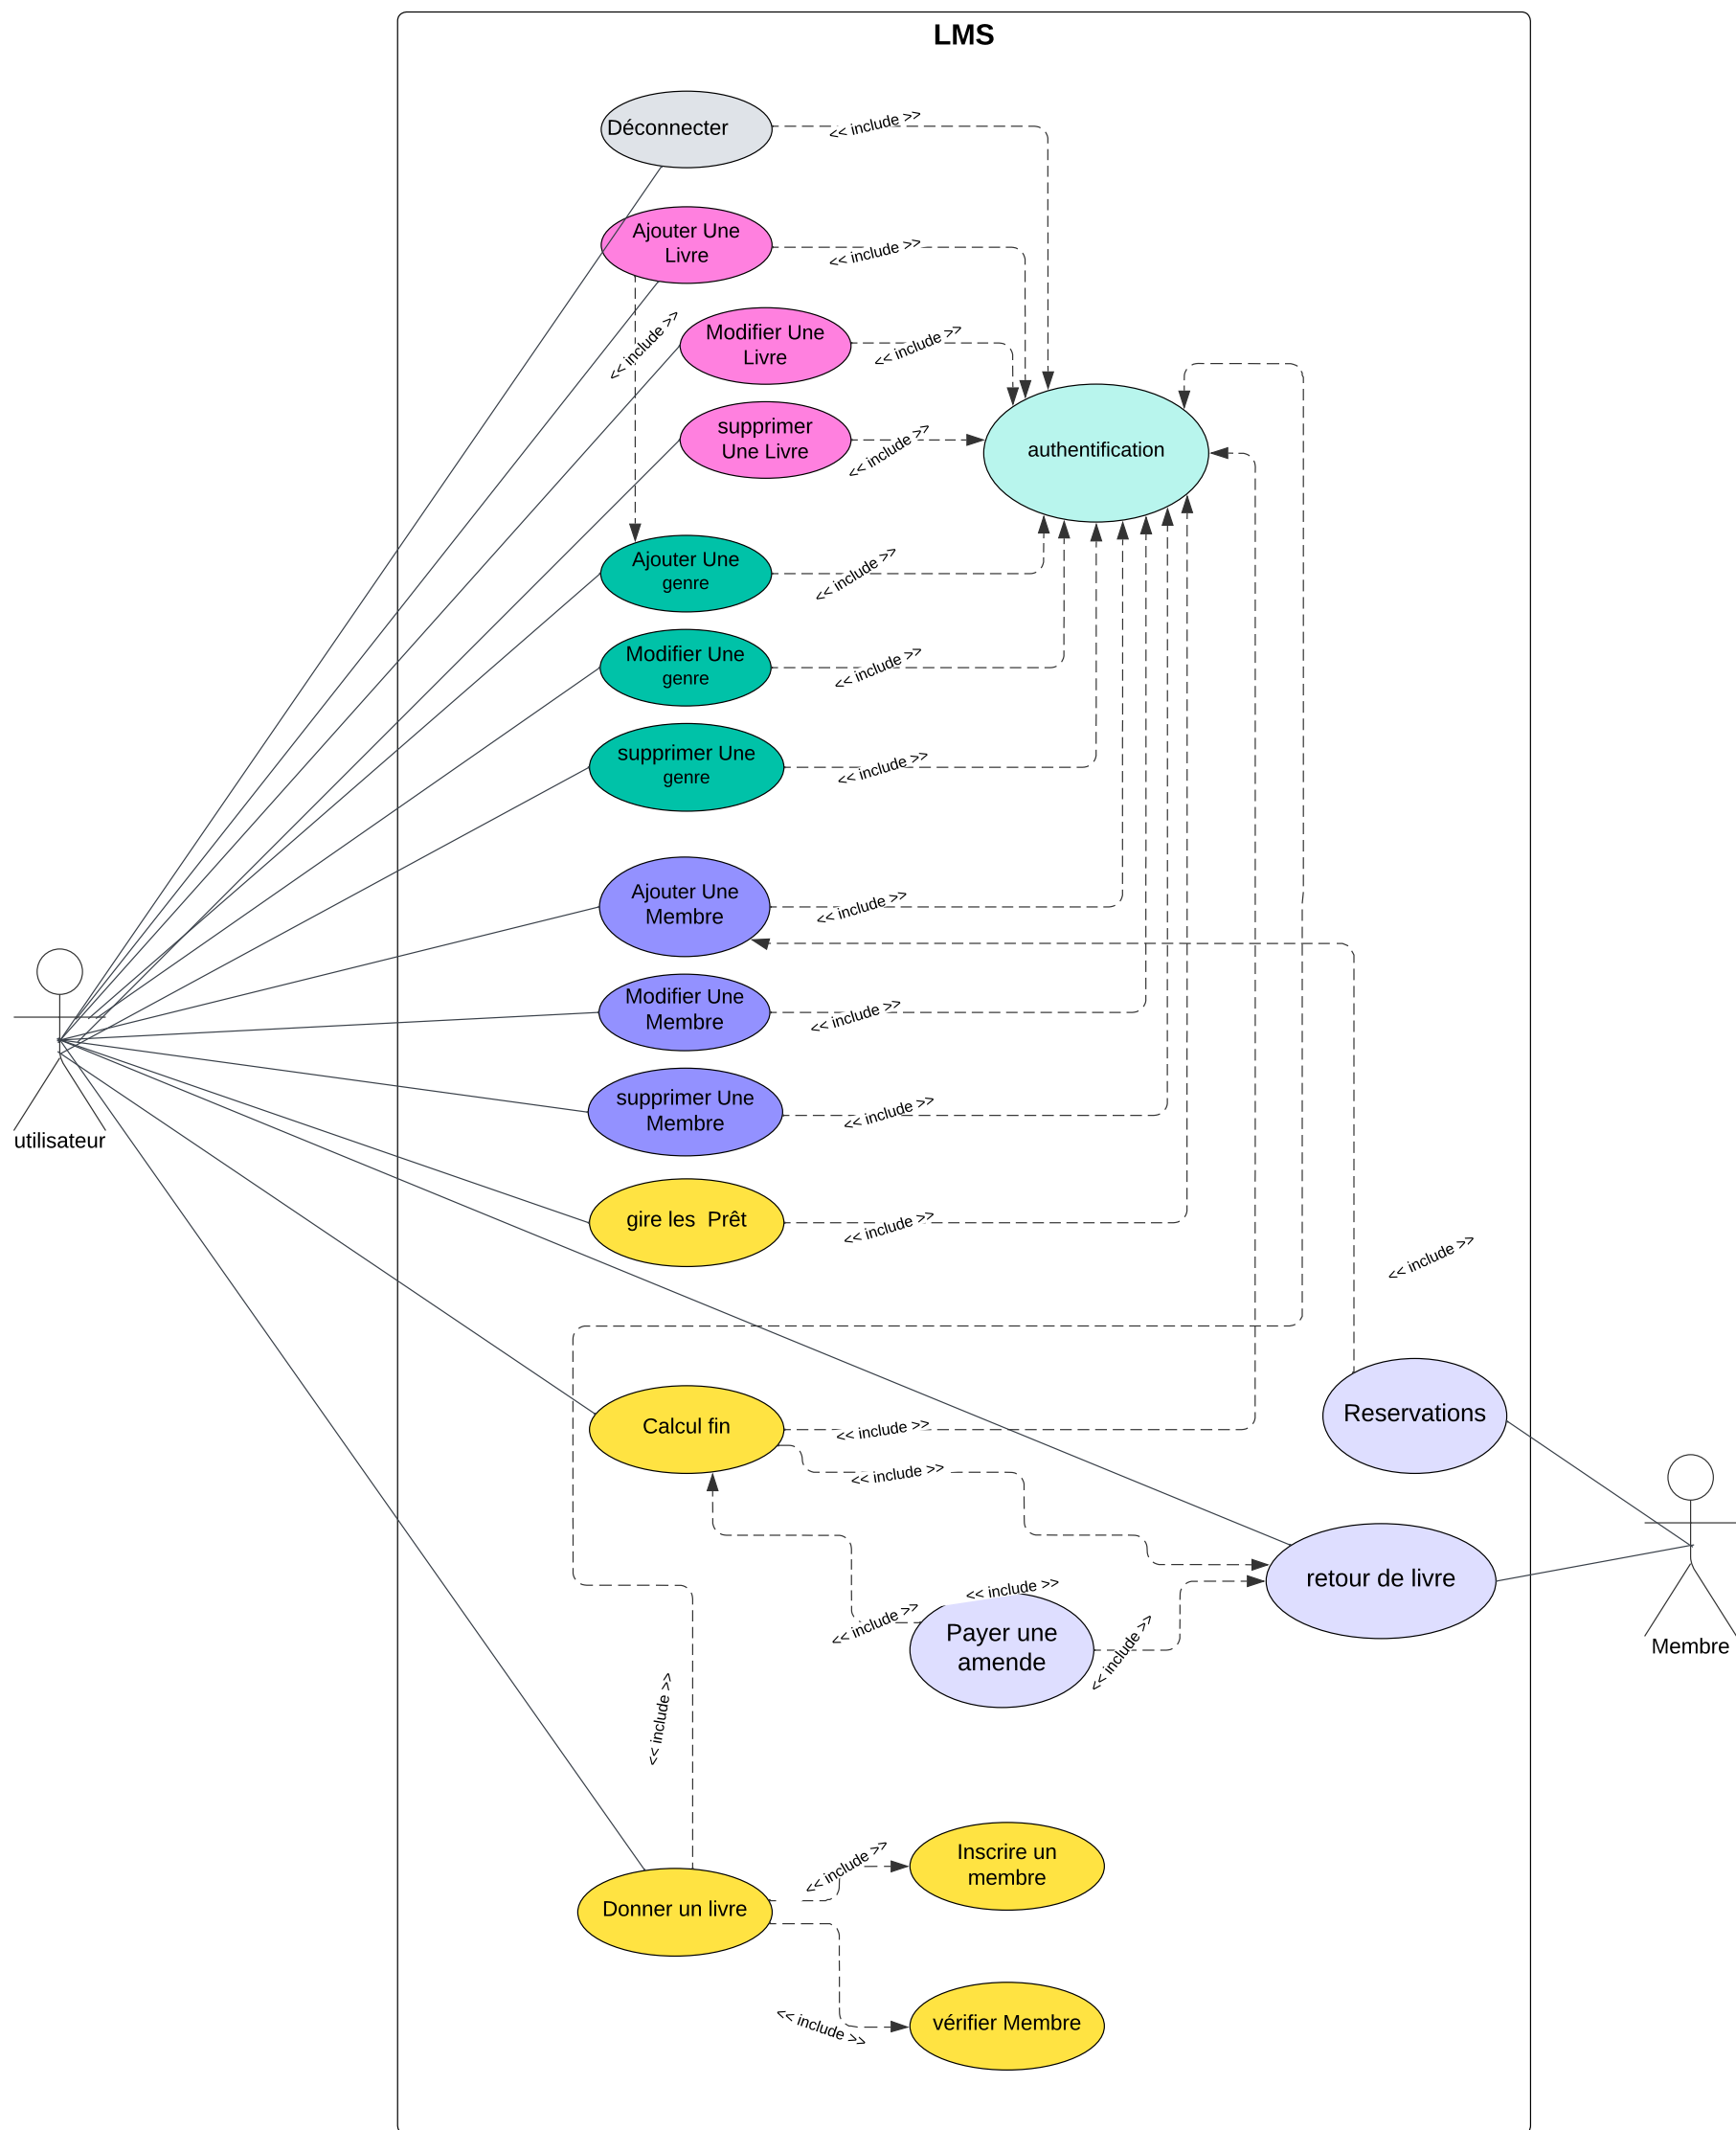 LMS
Déconnecter
<< include >>
Ajouter Une
Livre
<< include >>
<< include >>
Modifier Une
Livre
<< include >>
supprimer
Une Livre
<< include >>
authentification
Ajouter Une
genre
<< include >>
Modifier Une
genre
<< include >>
supprimer Une
genre
<< include >>
Ajouter Une
Membre
<< include >>
Modifier Une
Membre
<< include >>
utilisateur
supprimer Une
Membre
<< include >>
gire les  Prêt
<< include >>
<< include >>
Reservations
Calcul fin
<< include >>
<< include >>
retour de livre
<< include >>
<< include >>
Payer une
amende
<< include >>
Membre
<< include >>
Inscrire un
membre
<< include >>
Donner un livre
vérifier Membre
<< include >>